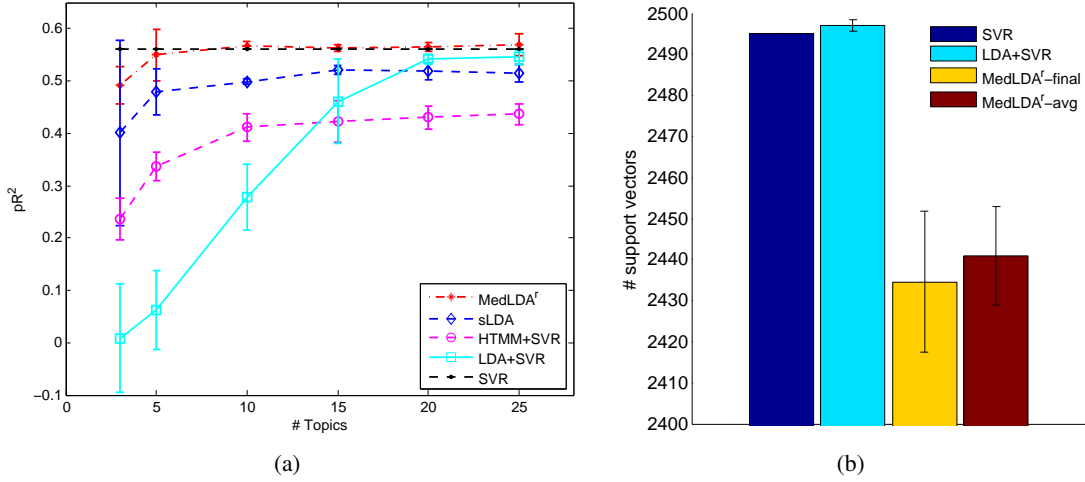 0.6
0.5
0.4
0.3
0.2
0.1
0
−0.1
pR²
0 5 10 15 20 25
# Topics
MedLDAʳ
sLDA
HTMM+SVR
LDA+SVR
SVR
(a)
2500
2490
2480
2470
2460
2450
2440
2430
2420
2410
2400
# support vectors
SVR
LDA+SVR
MedLDAʳ−final
MedLDAʳ−avg
(b)